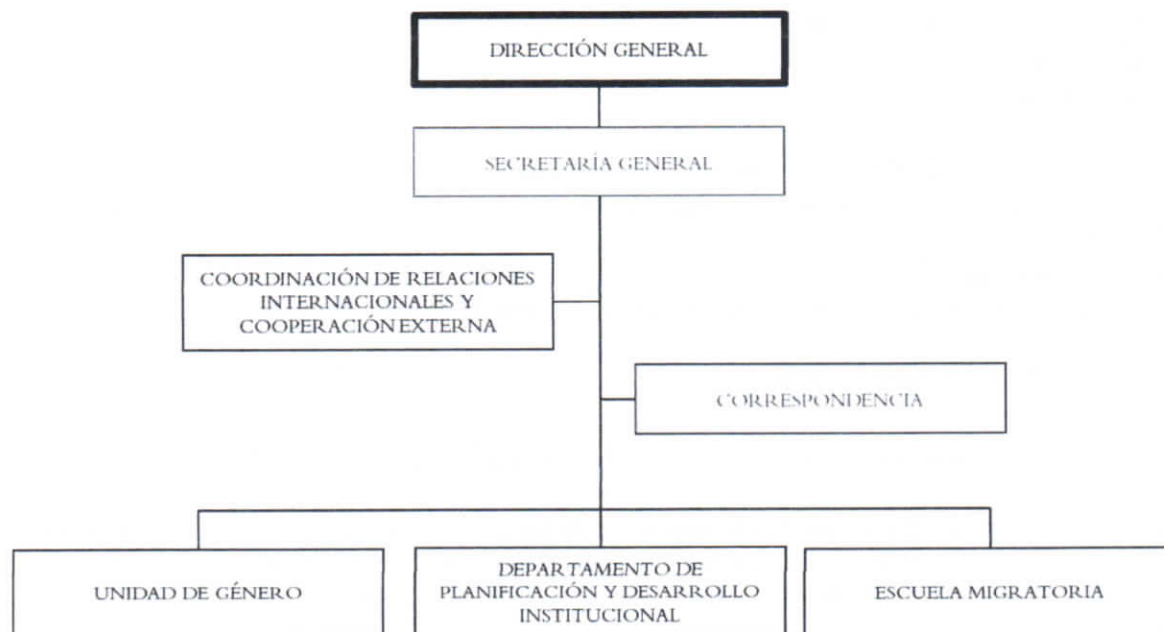 DIRECCIÓN GENERAL
SECRETARÍA GENERAL
COORDINACIÓN DE RELACIONES
INTERNACIONALES Y
COOPERACIÓN EXTERNA
CORRESPONDENCIA
UNIDAD DE GÉNERO
DEPARTAMENTO DE
PLANIFICACIÓN Y DESARROLLO
INSTITUCIONAL
ESCUELA MIGRATORIA